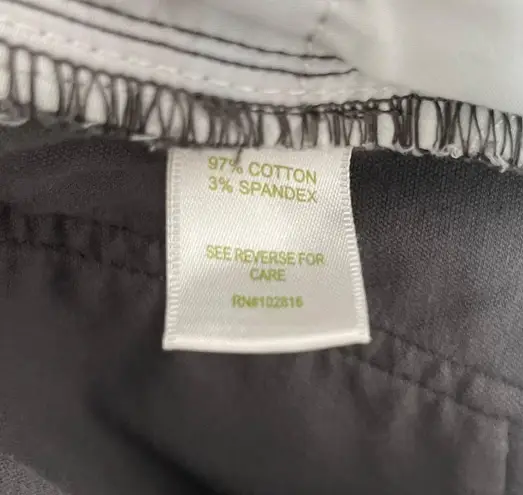 97% COTTON
3% SPANDEX
SEE REVERSE FOR
CARE
RN#102816